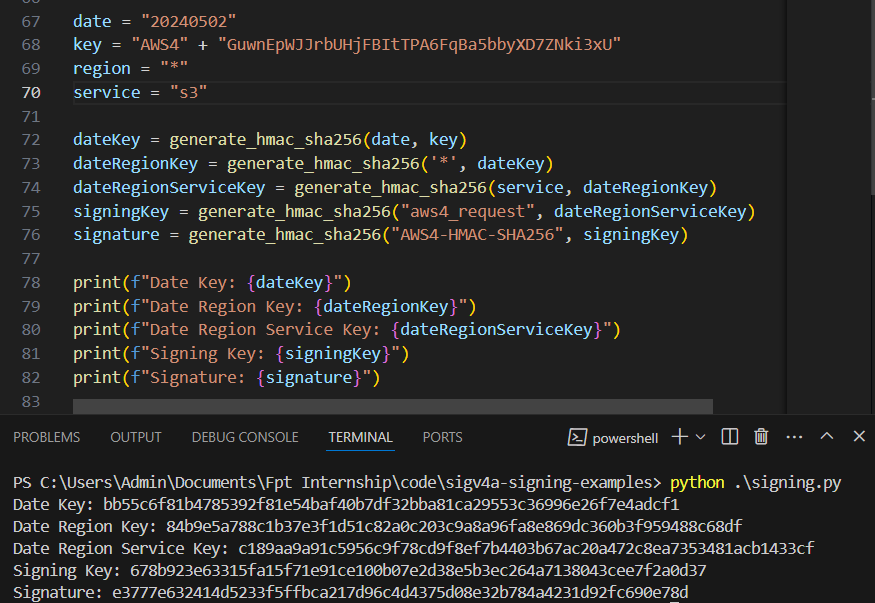 67 date = "20240502"
68 key = "AWS4" + "GuwnEpWJJrbUHjFBItTPA6FqBa5bbyXD7ZNki3xU"
69 region = "*"
70 service = "s3"
71
72 dateKey = generate_hmac_sha256(date, key)
73 dateRegionKey = generate_hmac_sha256('*', dateKey)
74 dateRegionServiceKey = generate_hmac_sha256(service, dateRegionKey)
75 signingKey = generate_hmac_sha256("aws4_request", dateRegionServiceKey)
76 signature = generate_hmac_sha256("AWS4-HMAC-SHA256", signingKey)
77
78 print(f"Date Key: {dateKey}")
79 print(f"Date Region Key: {dateRegionKey}")
80 print(f"Date Region Service Key: {dateRegionServiceKey}")
81 print(f"Signing Key: {signingKey}")
82 print(f"Signature: {signature}")
83
PROBLEMS OUTPUT DEBUG CONSOLE TERMINAL PORTS powershell
PS C:\Users\Admin\Documents\Fpt Internship\code\sigv4a-signing-examples> python .\signing.py
Date Key: bb55c6f81b4785392f81e54baf40b7df32bba81ca29553c36996e26f7e4adcf1
Date Region Key: 84b9e5a788c1b37e3f1d51c82a0c203c9a8a96fa8e869dc360b3f959488c68df
Date Region Service Key: c189aa9a91c5956c9f78cd9f8ef7b4403b67ac20a472c8ea7353481acb1433cf
Signing Key: 678b923e63315fa15f71e91ce100b07e2d38e5b3ec264a7138043cee7f2a0d37
Signature: e3777e632414d5233f5ffbca217d96c4d4375d08e32b784a4231d92fc690e78d